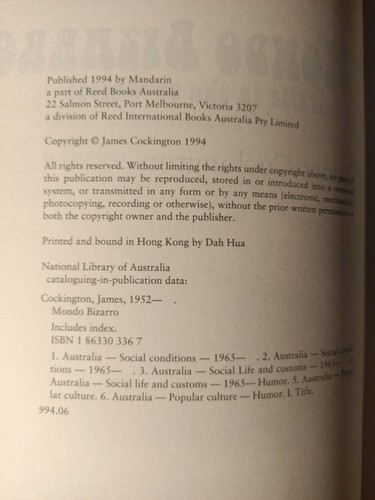 Published 1994 by Mandarin
a part of Reed Books Australia
22 Salmon Street, Port Melbourne, Victoria 3207
a division of Reed International Books Australia Pty Limited
Copyright © James Cockington 1994
All rights reserved. Without limiting the rights under copyright above, no part of
this publication may be reproduced, stored in or introduced into a retrieval
system, or transmitted in any form or by any means (electronic, mechanical,
photocopying, recording or otherwise), without the prior written permission of
both the copyright owner and the publisher.
Printed and bound in Hong Kong by Dah Hua
National Library of Australia
cataloguing-in-publication data:
Cockington, James, 1952— .
Mondo Bizarro
Includes index.
ISBN 1 86330 336 7
1. Australia — Social conditions — 1965— . 2. Australia — Social condi-
tions — 1965— . 3. Australia — Social Life and customs — 1965— .
Australia — Social life and customs — 1965— Humor. 5. Australia — Popu-
lar culture. 6. Australia — Popular culture — Humor. I. Title.
994.06